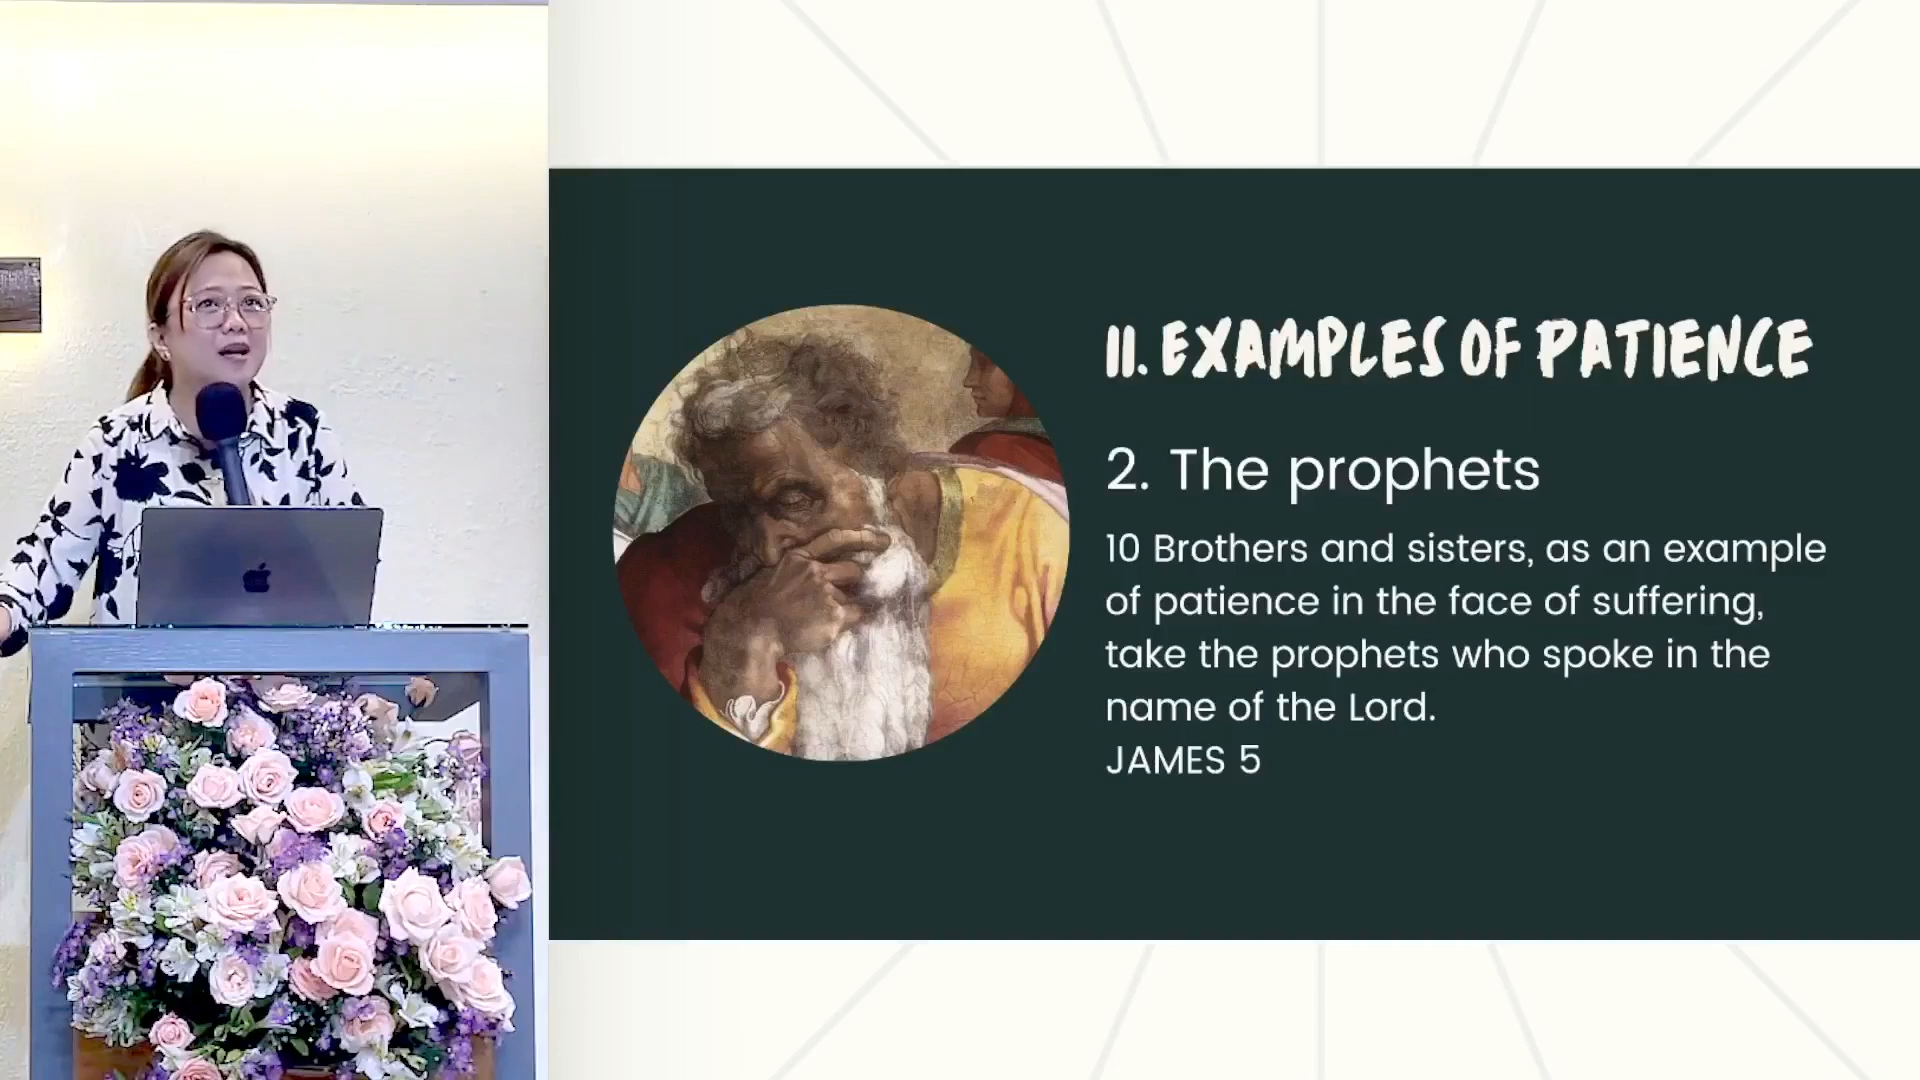 II. EXAMPLES OF PATIENCE
2. The prophets
10 Brothers and sisters, as an example
of patience in the face of suffering,
take the prophets who spoke in the
name of the Lord.
JAMES 5